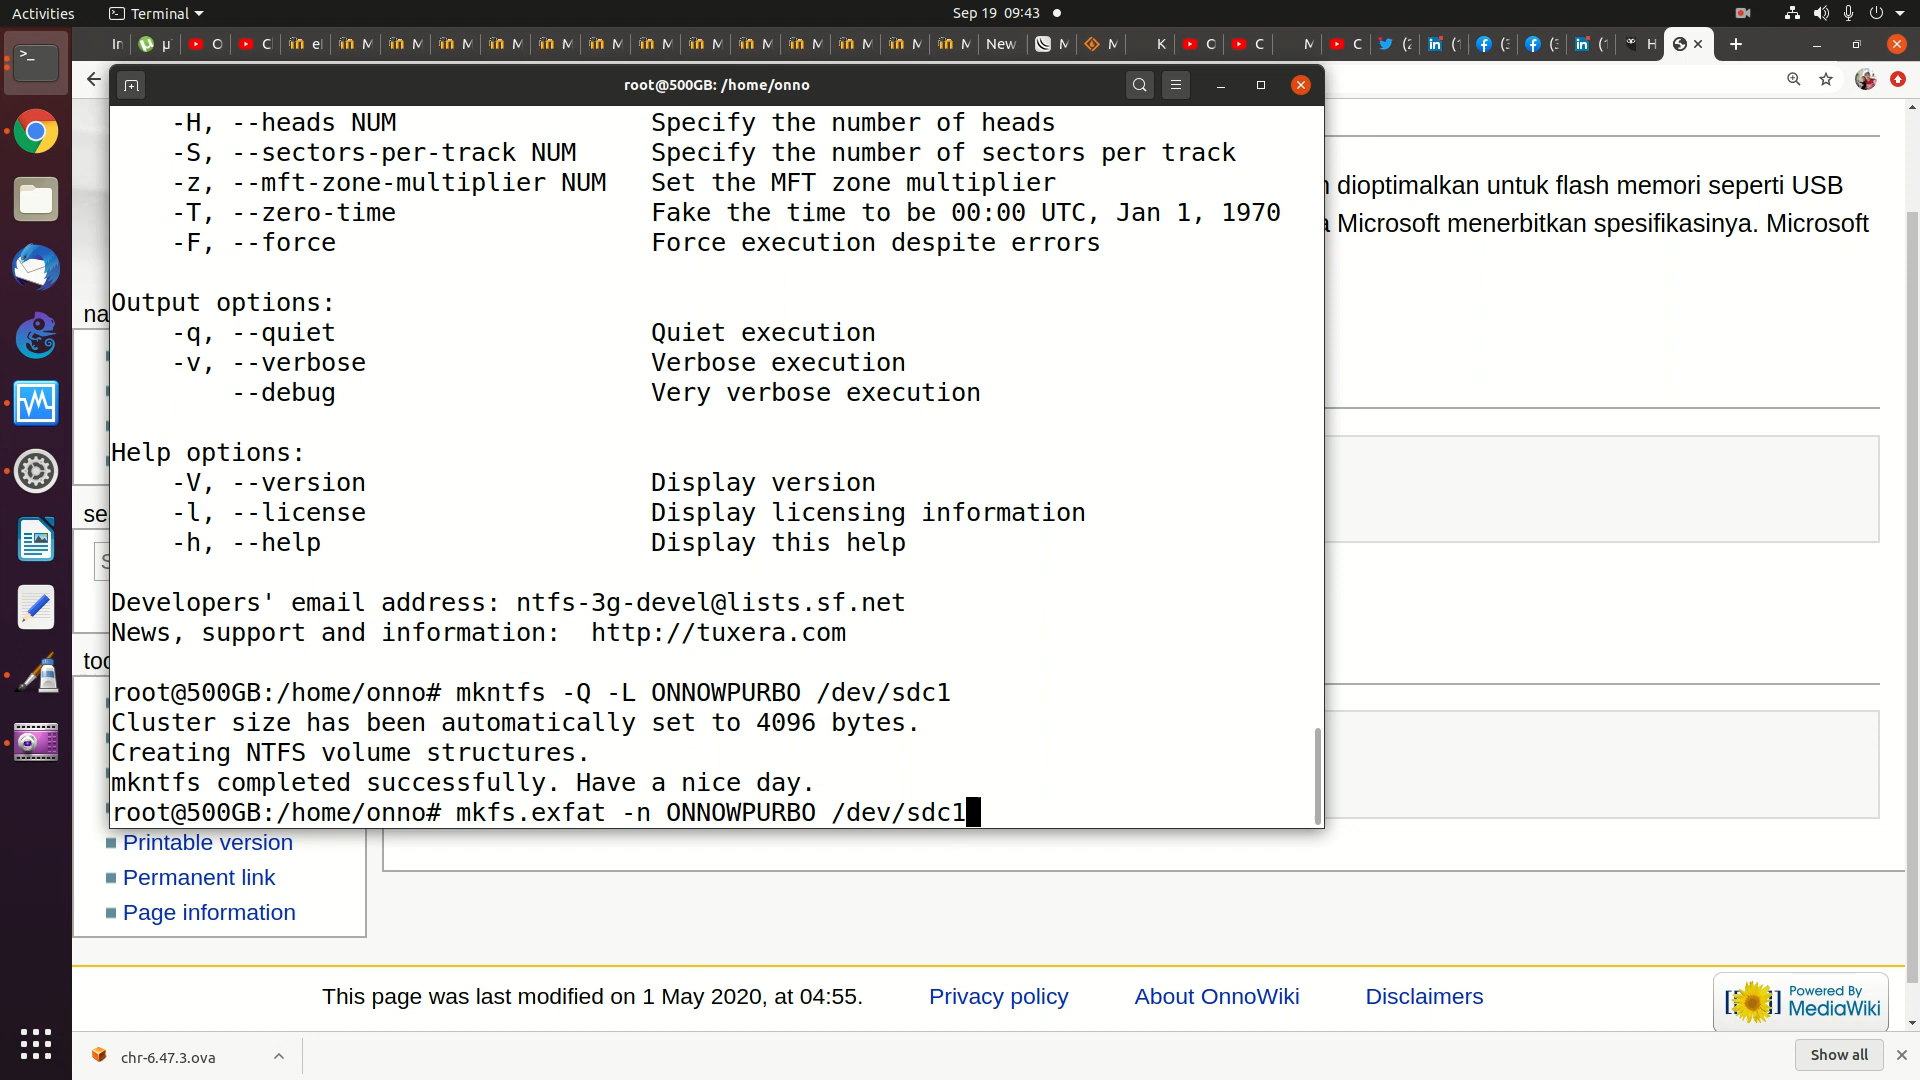 Activities
Terminal
Sep 19 09:43
In
New
root@500GB: /home/onno
-H, --heads NUM Specify the number of heads
-S, --sectors-per-track NUM Specify the number of sectors per track
-z, --mft-zone-multiplier NUM Set the MFT zone multiplier
-T, --zero-time Fake the time to be 00:00 UTC, Jan 1, 1970
-F, --force Force execution despite errors
Output options:
-q, --quiet Quiet execution
-v, --verbose Verbose execution
--debug Very verbose execution
Help options:
-V, --version Display version
-l, --license Display licensing information
-h, --help Display this help
Developers' email address: ntfs-3g-devel@lists.sf.net
News, support and information: http://tuxera.com
root@500GB:/home/onno# mkntfs -Q -L ONNOWPURBO /dev/sdc1
Cluster size has been automatically set to 4096 bytes.
Creating NTFS volume structures.
mkntfs completed successfully. Have a nice day.
root@500GB:/home/onno# mkfs.exfat -n ONNOWPURBO /dev/sdc1
dioptimalkan untuk flash memori seperti USB
Microsoft menerbitkan spesifikasinya. Microsoft
na
se
too
Printable version
Permanent link
Page information
This page was last modified on 1 May 2020, at 04:55.
Privacy policy
About OnnoWiki
Disclaimers
Powered By
MediaWiki
chr-6.47.3.ova
Show all